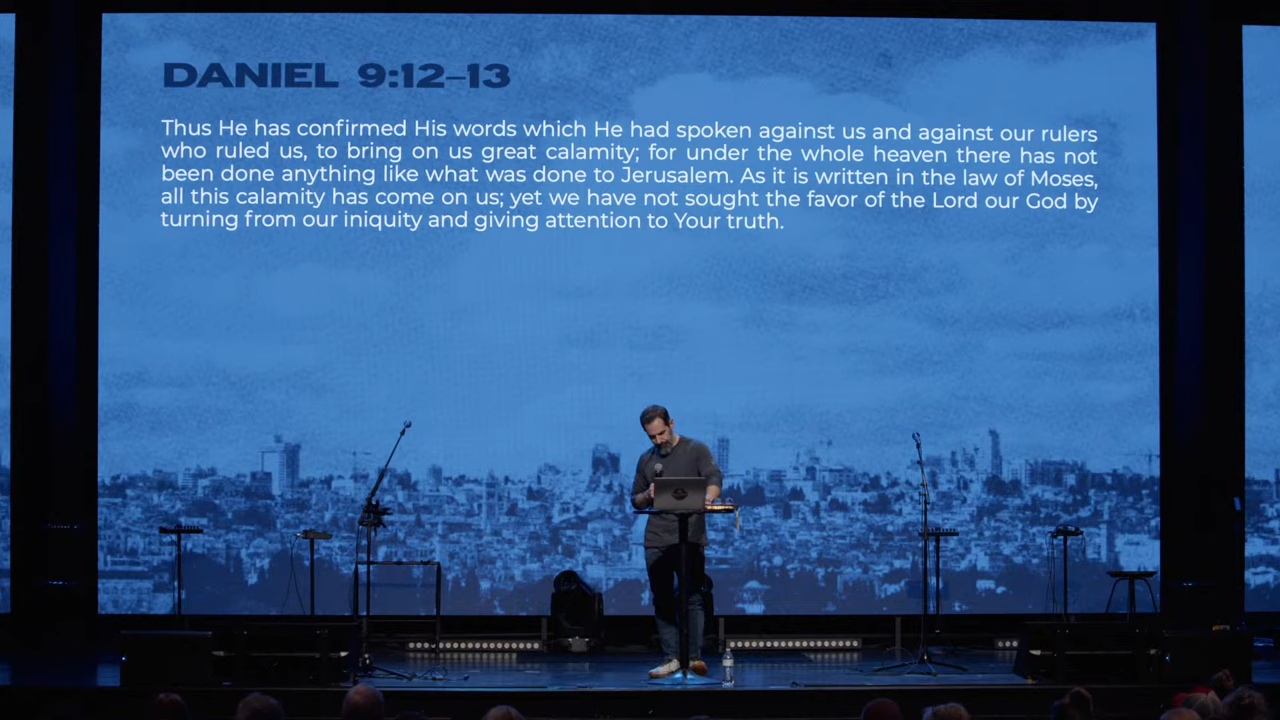 DANIEL 9:12–13
Thus He has confirmed His words which He had spoken against us and against our rulers
who ruled us, to bring on us great calamity; for under the whole heaven there has not
been done anything like what was done to Jerusalem. As it is written in the law of Moses,
all this calamity has come on us; yet we have not sought the favor of the Lord our God by
turning from our iniquity and giving attention to Your truth.